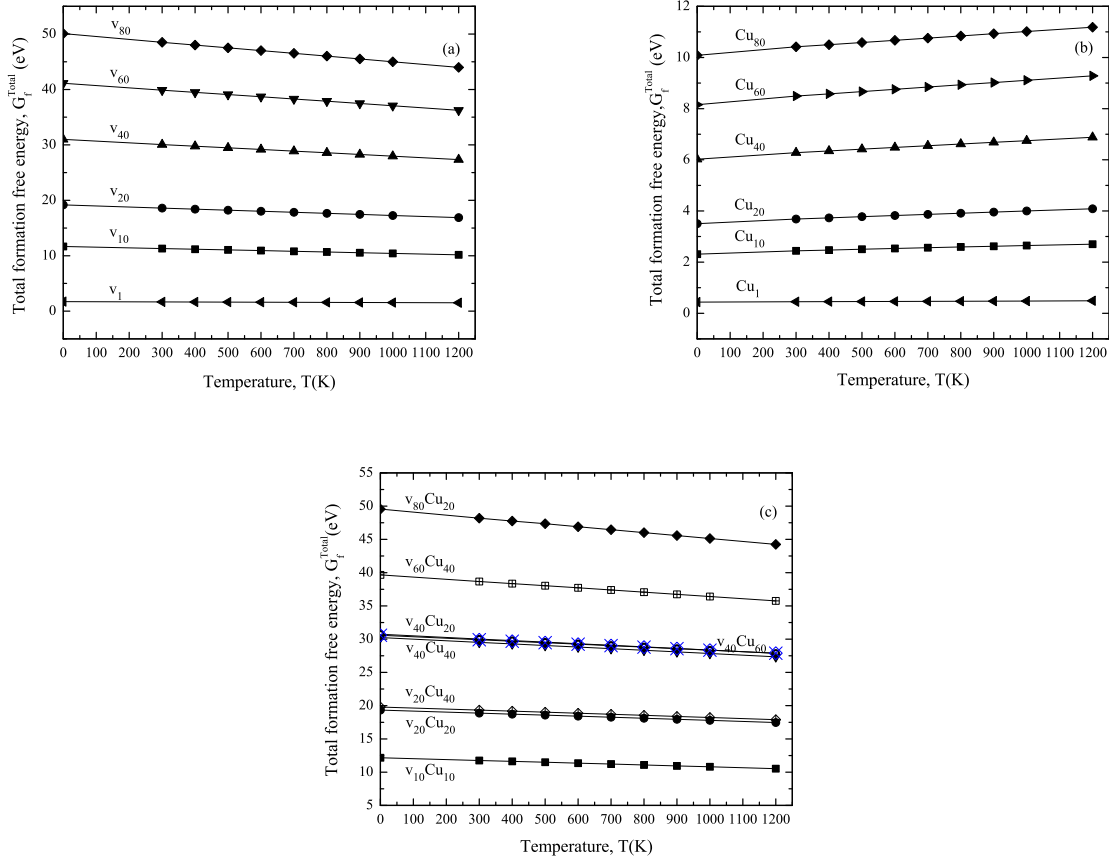 Total formation free energy, G_f^Total (eV)
50
40
30
20
10
0
v80
v60
v40
v20
v10
v1
(a)
0 100 200 300 400 500 600 700 800 900 1000 1100 1200
Temperature, T(K)
Total formation free energy,G_f^Total (eV)
12
10
8
6
4
2
0
Cu80
Cu60
Cu40
Cu20
Cu10
Cu1
(b)
0 100 200 300 400 500 600 700 800 900 1000 1100 1200
Temperature, T(K)
Total formation free energy, G_f^Total (eV)
55
50
45
40
35
30
25
20
15
10
5
v80Cu20
v60Cu40
v40Cu20
v40Cu60
v40Cu40
v20Cu40
v20Cu20
v10Cu10
(c)
0 100 200 300 400 500 600 700 800 900 1000 1100 1200
Temperature, T(K)